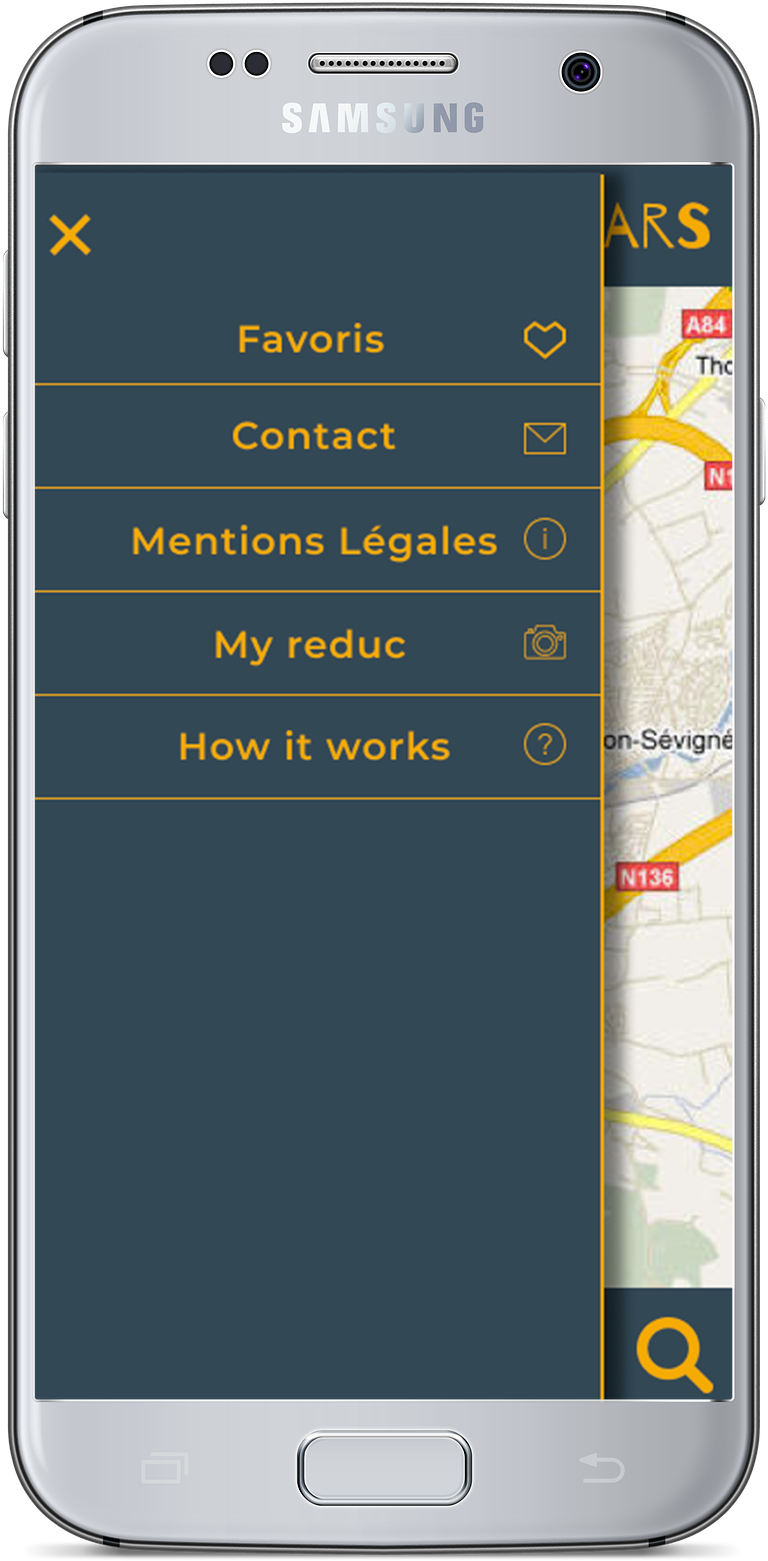 SAMSUNG
ARS
Favoris
Contact
Mentions Légales
My reduc
How it works
A84
Tho
N1
on-Sévigné
N136